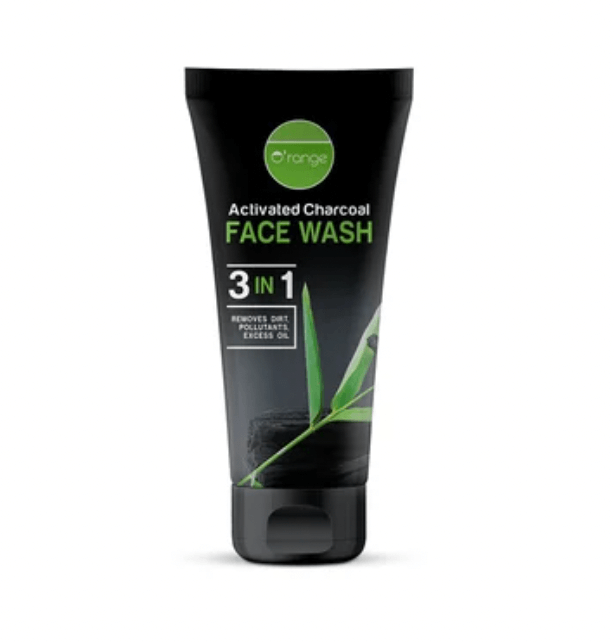 O'range
Activated Charcoal
FACE WASH
3 IN 1
REMOVES DIRT,
POLLUTANTS,
EXCESS OIL